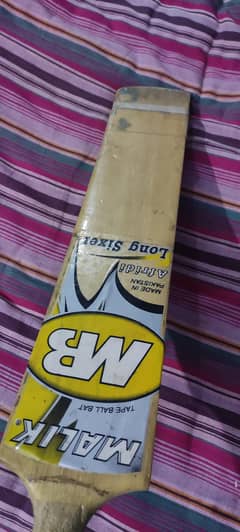 MALIK®
TAPE BALL BAT
MB
MADE IN
PAKISTAN
Afridi
Long Sixer